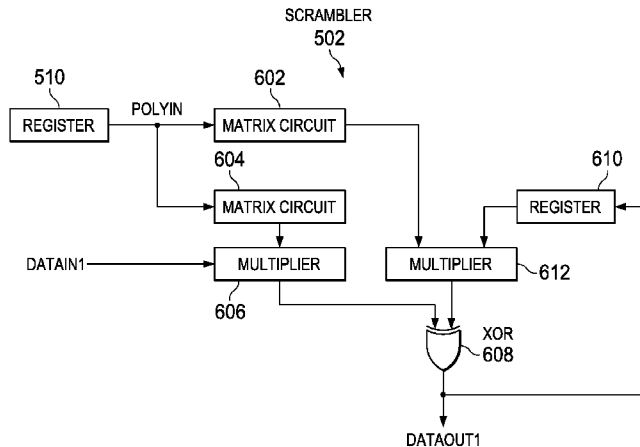 SCRAMBLER
502
510
602
POLYIN
REGISTER
MATRIX CIRCUIT
604
610
MATRIX CIRCUIT
REGISTER
DATAIN1
MULTIPLIER
MULTIPLIER
606
612
XOR
608
DATAOUT1